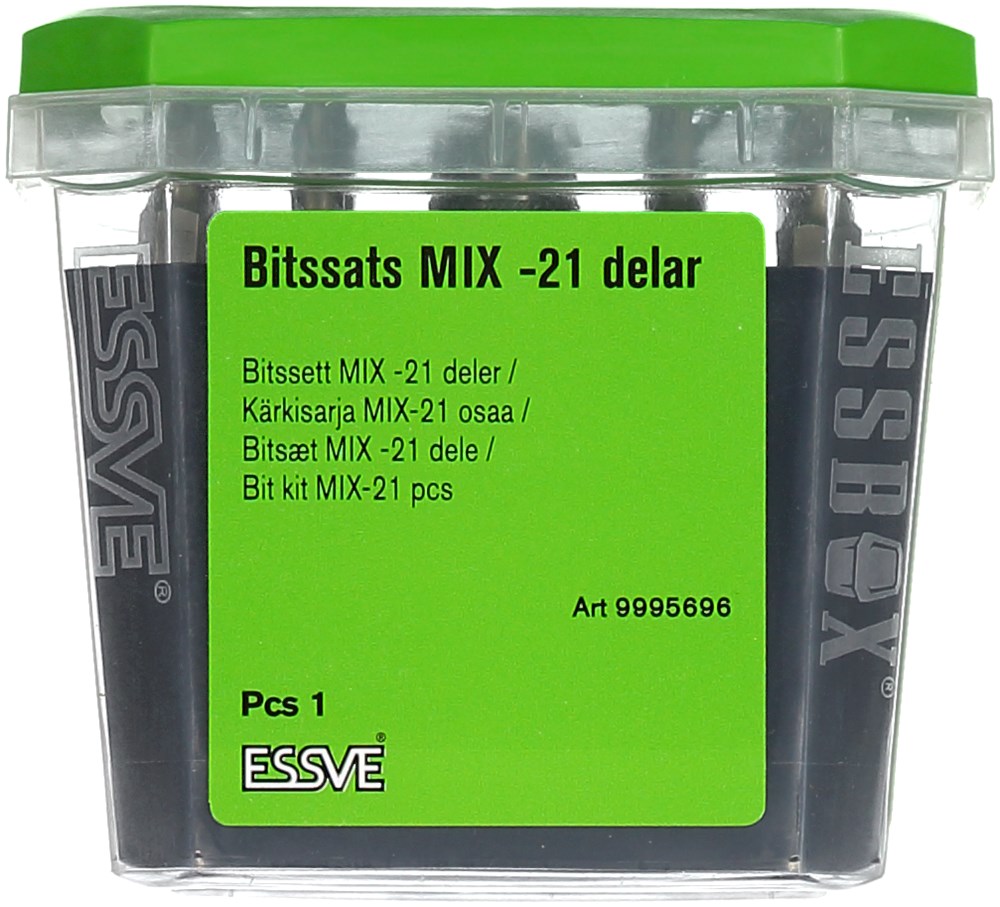 Bitssats MIX -21 delar
Bitssett MIX -21 deler /
Kärkisarja MIX-21 osaa /
Bitsæt MIX -21 dele /
Bit kit MIX-21 pcs
Art 9995696
Pcs 1
ESSVE®
ESSVE®
ESSBOX®